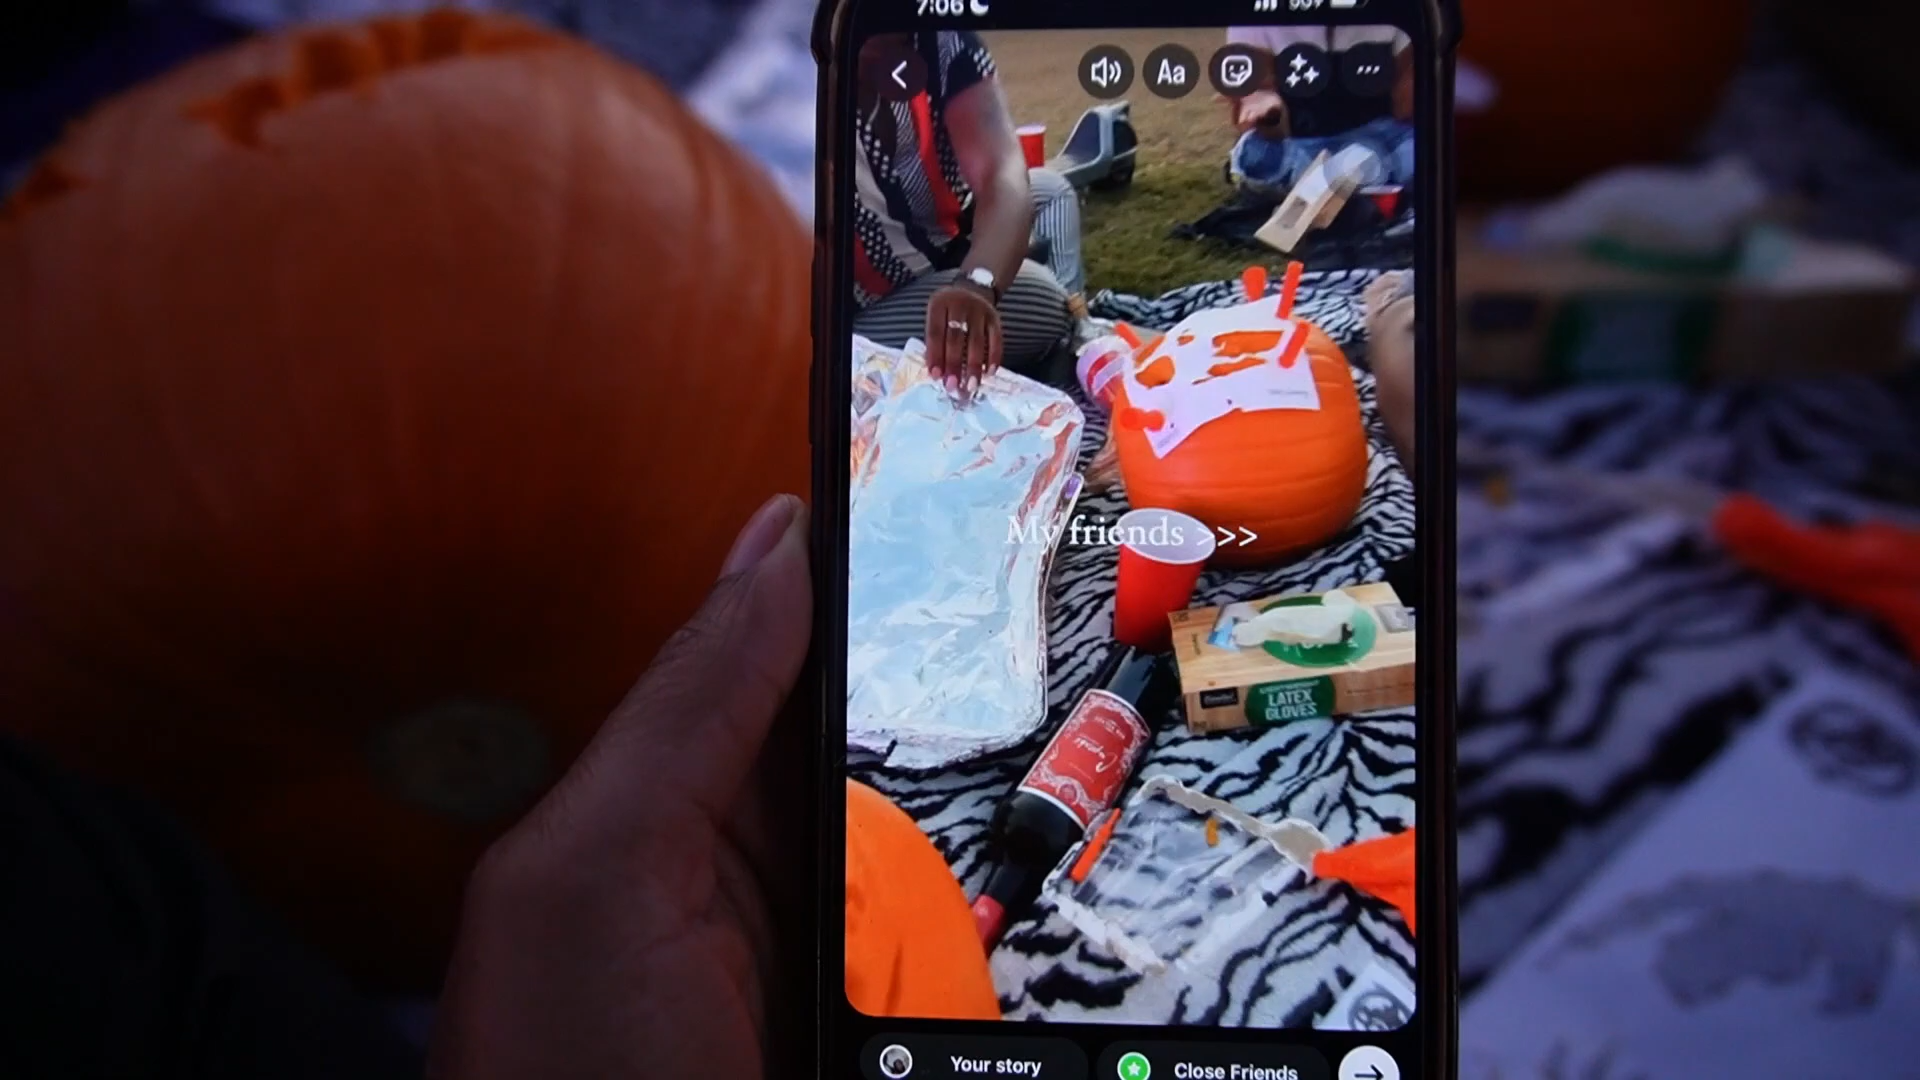 7:06
Aa
My friends >>>
LATEX
GLOVES
Your story
Close Friends